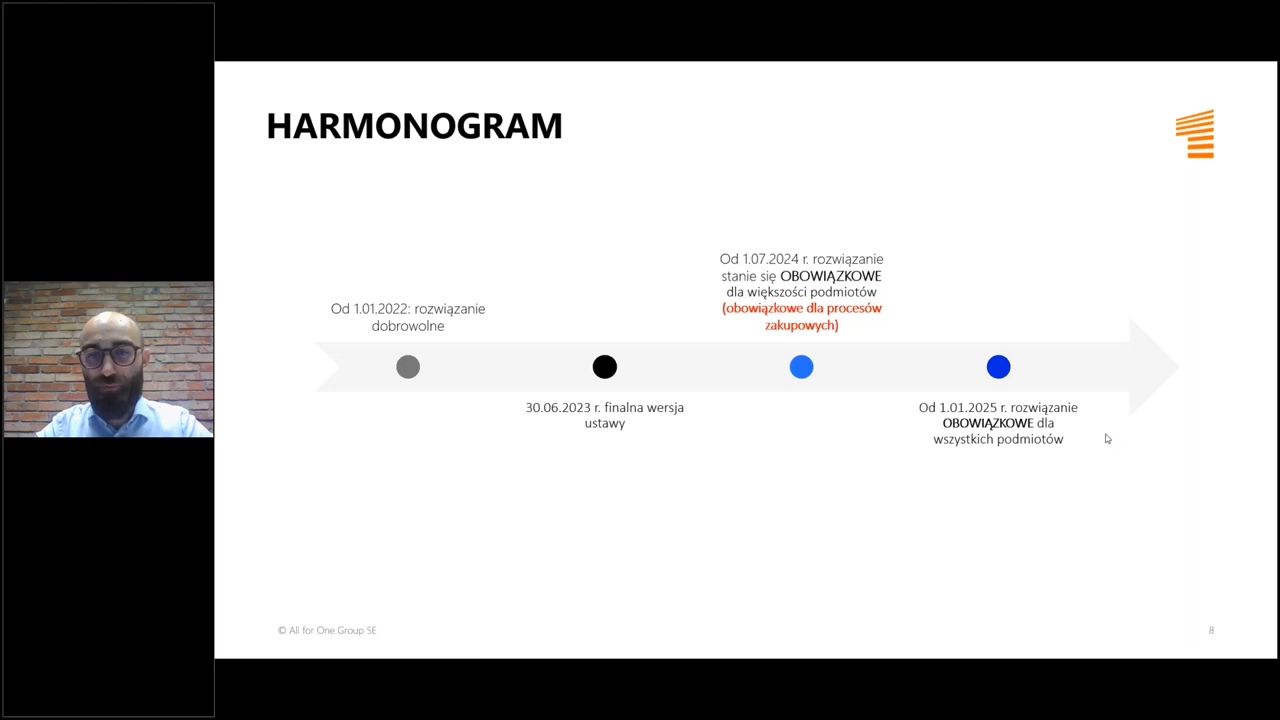 HARMONOGRAM
Od 1.01.2022: rozwiązanie
dobrowolne
30.06.2023 r. finalna wersja
ustawy
Od 1.07.2024 r. rozwiązanie
stanie się OBOWIĄZKOWE
dla większości podmiotów
(obowiązkowe dla procesów
zakupowych)
Od 1.01.2025 r. rozwiązanie
OBOWIĄZKOWE dla
wszystkich podmiotów
© All for One Group SE
8